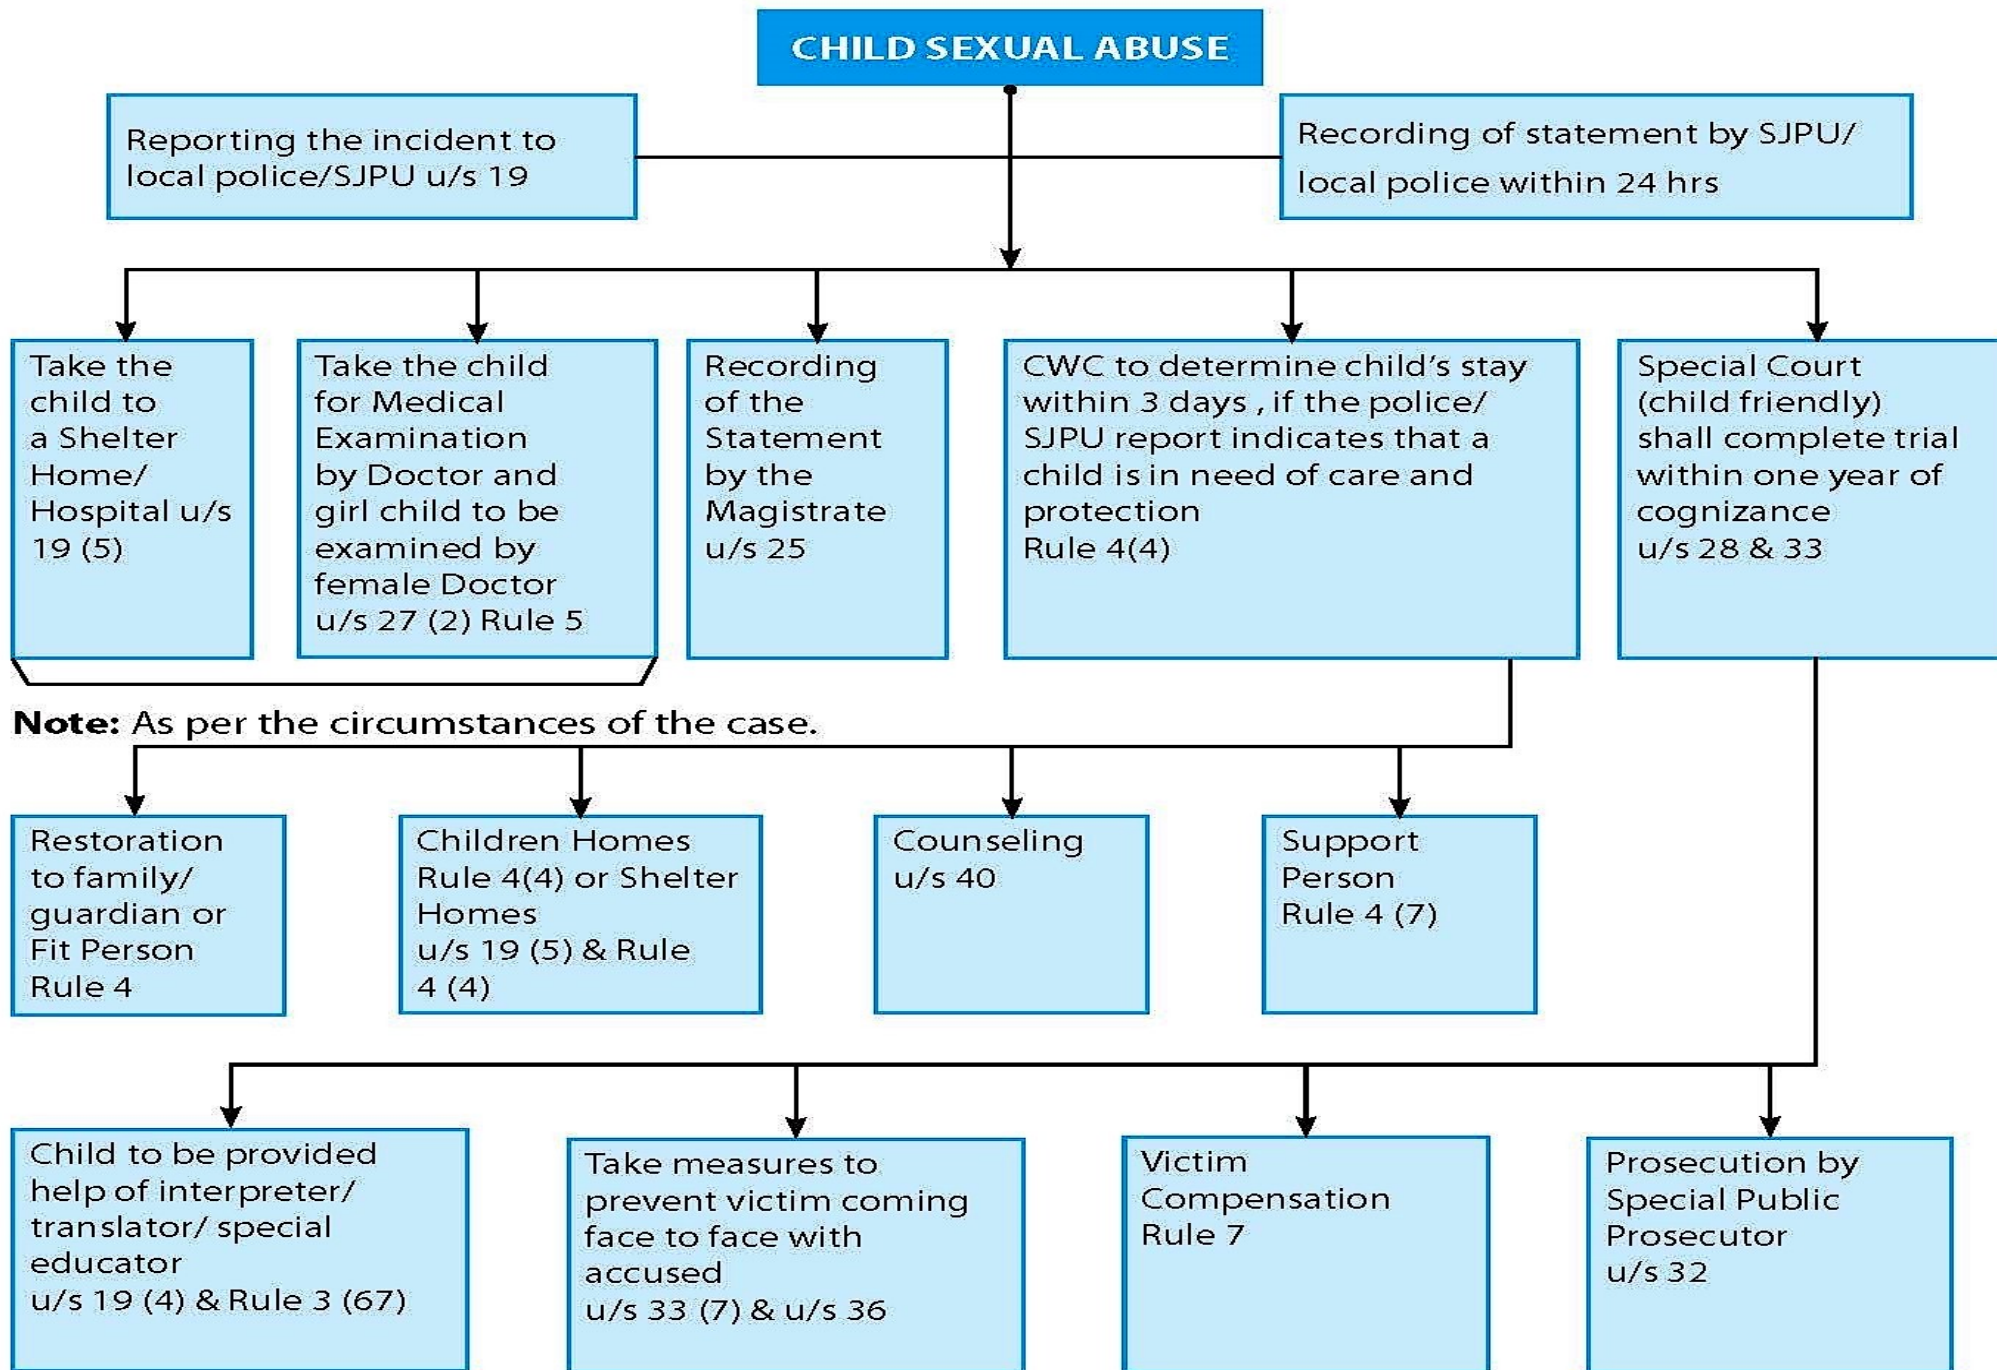 CHILD SEXUAL ABUSE
Reporting the incident to
local police/SJPU u/s 19
Recording of statement by SJPU/
local police within 24 hrs
Take the
child to
a Shelter
Home/
Hospital u/s
19 (5)
Take the child
for Medical
Examination
by Doctor and
girl child to be
examined by
female Doctor
u/s 27 (2) Rule 5
Recording
of the
Statement
by the
Magistrate
u/s 25
CWC to determine child's stay
within 3 days , if the police/
SJPU report indicates that a
child is in need of care and
protection
Rule 4(4)
Special Court
(child friendly)
shall complete trial
within one year of
cognizance
u/s 28 & 33
Note: As per the circumstances of the case.
Restoration
to family/
guardian or
Fit Person
Rule 4
Children Homes
Rule 4(4) or Shelter
Homes
u/s 19 (5) & Rule
4 (4)
Counseling
u/s 40
Support
Person
Rule 4 (7)
Child to be provided
help of interpreter/
translator/ special
educator
u/s 19 (4) & Rule 3 (67)
Take measures to
prevent victim coming
face to face with
accused
u/s 33 (7) & u/s 36
Victim
Compensation
Rule 7
Prosecution by
Special Public
Prosecutor
u/s 32